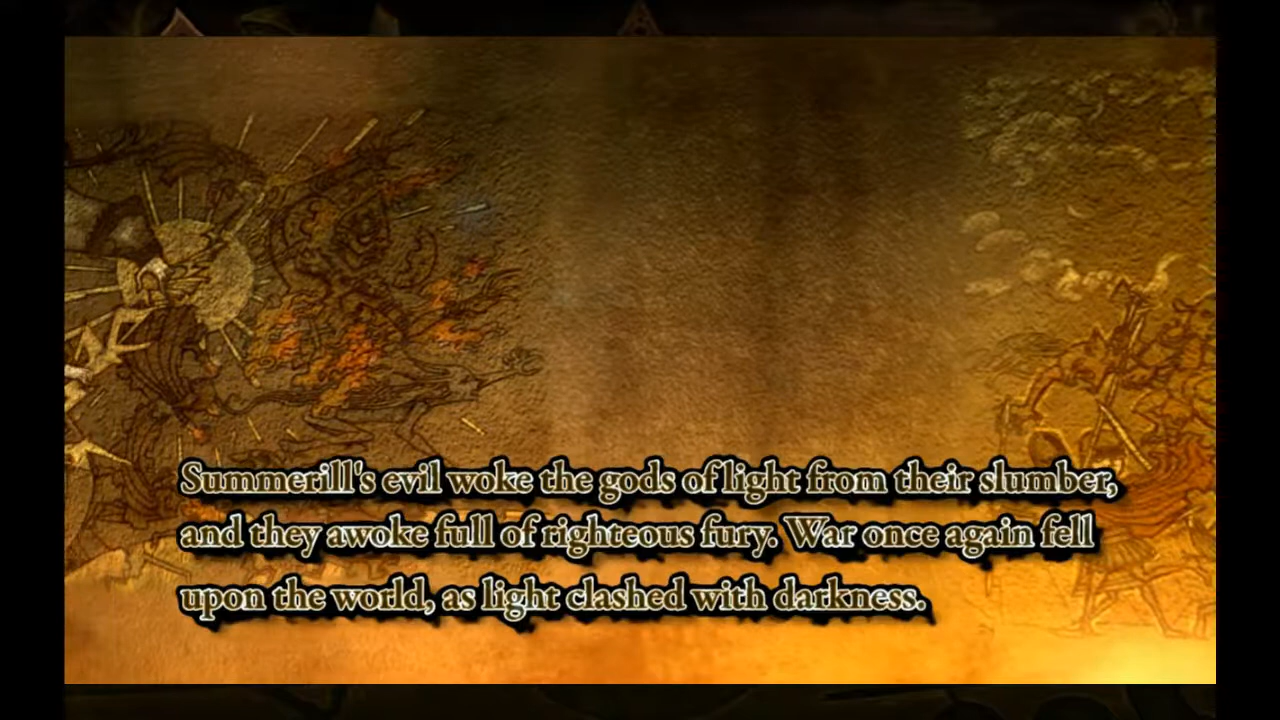 Summerill's evil woke the gods of light from their slumber,
and they awoke full of righteous fury. War once again fell
upon the world, as light clashed with darkness.